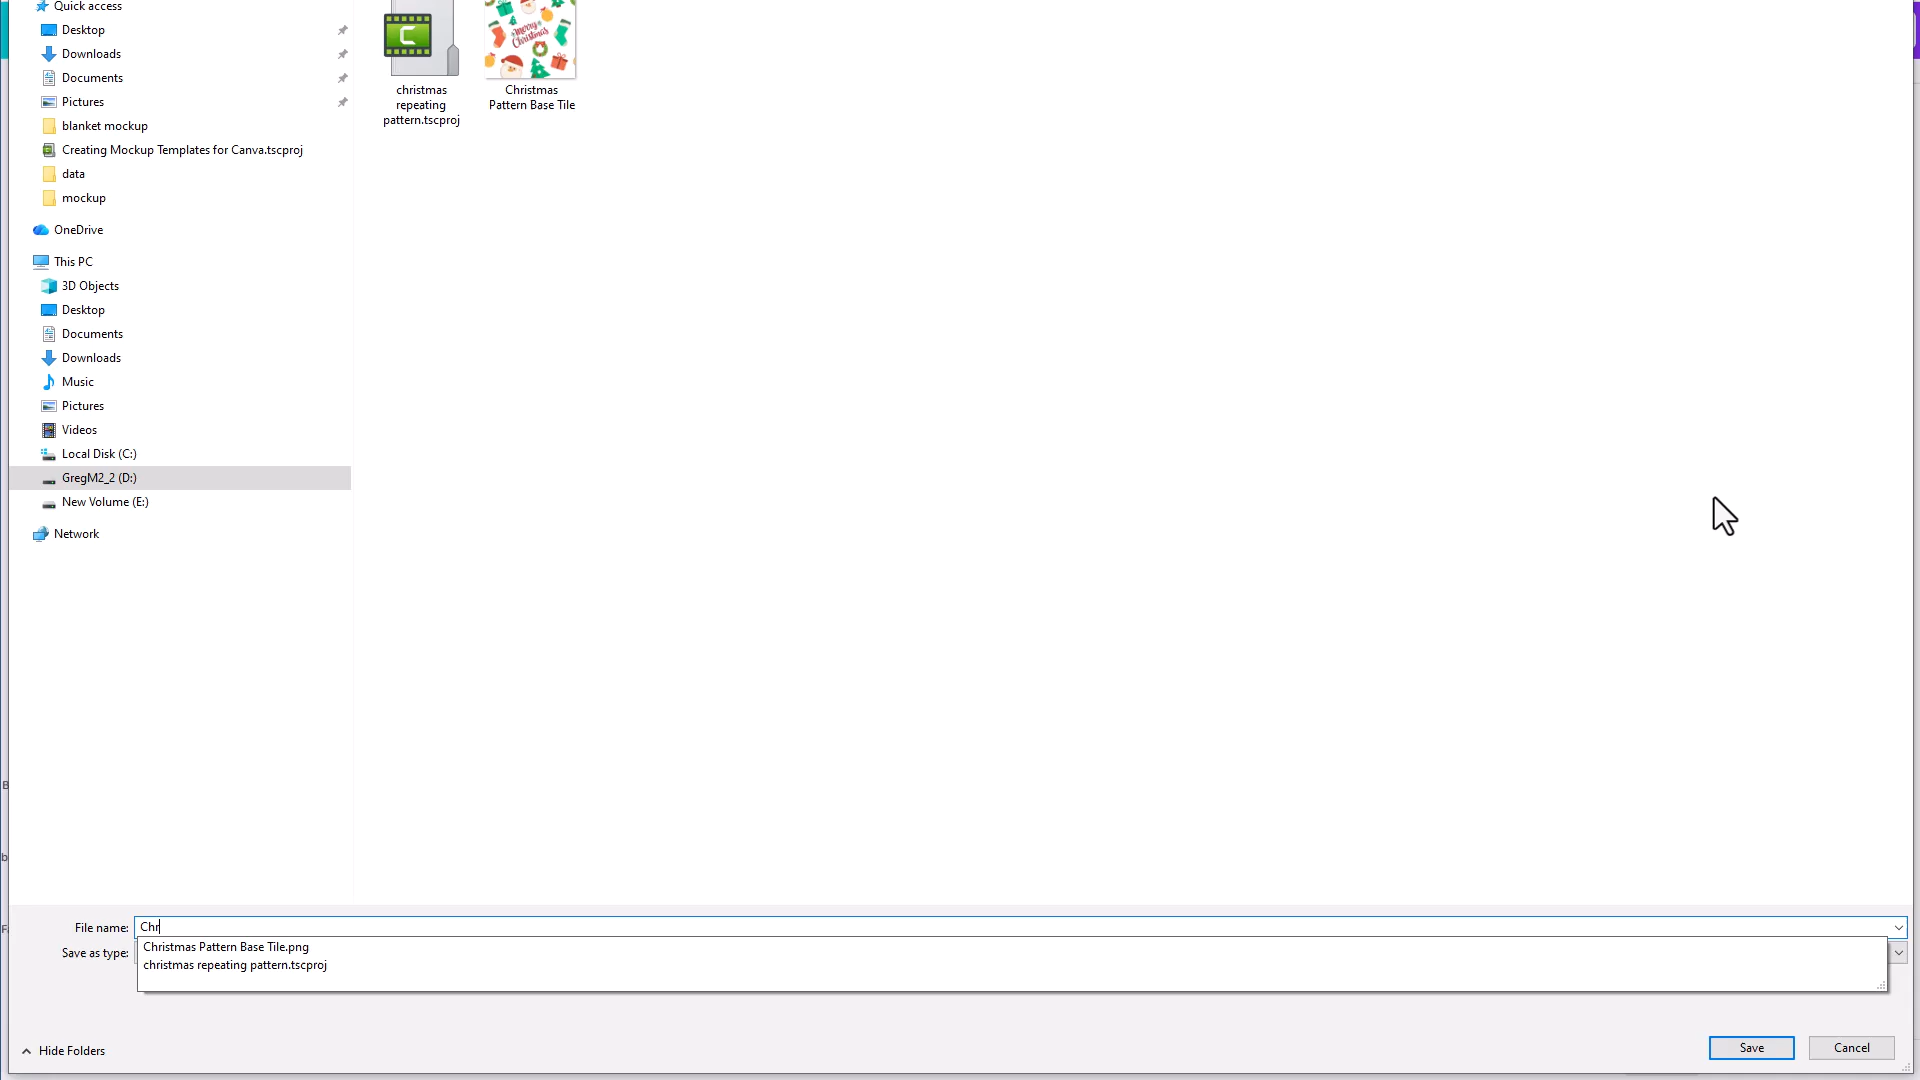 Quick access
Desktop
Downloads
Documents
Pictures
blanket mockup
Creating Mockup Templates for Canva.tscproj
data
mockup
OneDrive
This PC
3D Objects
Desktop
Documents
Downloads
Music
Pictures
Videos
Local Disk (C:)
GregM2_2 (D:)
New Volume (E:)
Network
C
christmas
repeating
pattern.tscproj
Merry
Christmas
Christmas
Pattern Base Tile
File name: Chr
Christmas Pattern Base Tile.png
christmas repeating pattern.tscproj
Save as type:
Hide Folders
Save
Cancel